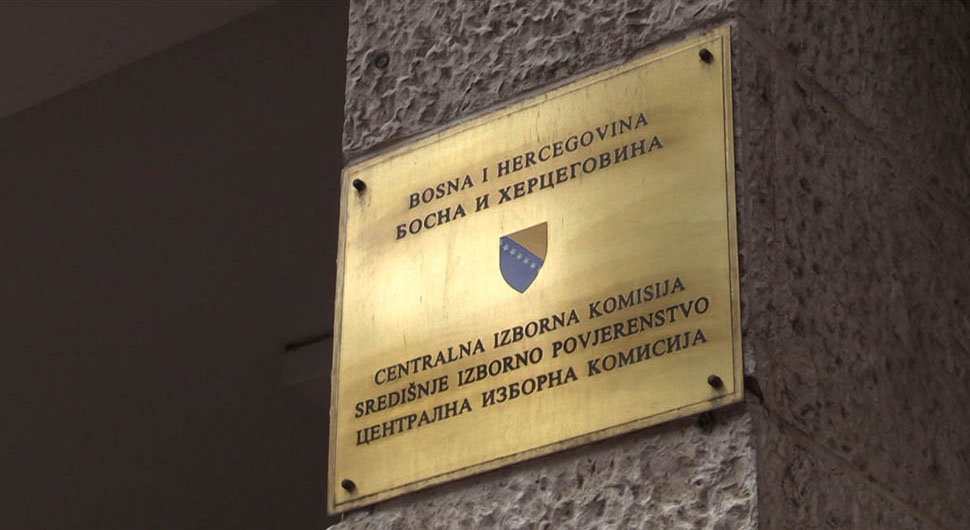 BOSNA I HERCEGOVINA
БОСНА И ХЕРЦЕГОВИНА
CENTRALNA IZBORNA KOMISIJA
SREDIŠNJE IZBORNO POVJERENSTVO
ЦЕНТРАЛНА ИЗБОРНА КОМИСИЈА